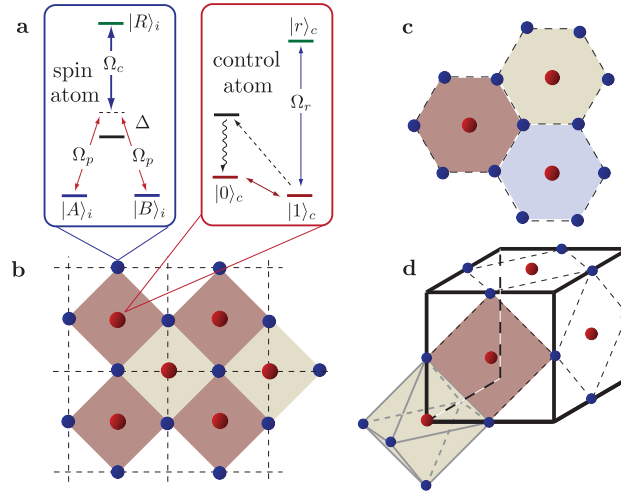 a
|R⟩i
Ωc
spin
atom
Δ
Ωp
Ωp
|A⟩i
|B⟩i
control
atom
|r⟩c
Ωr
|0⟩c
|1⟩c
b
c
d